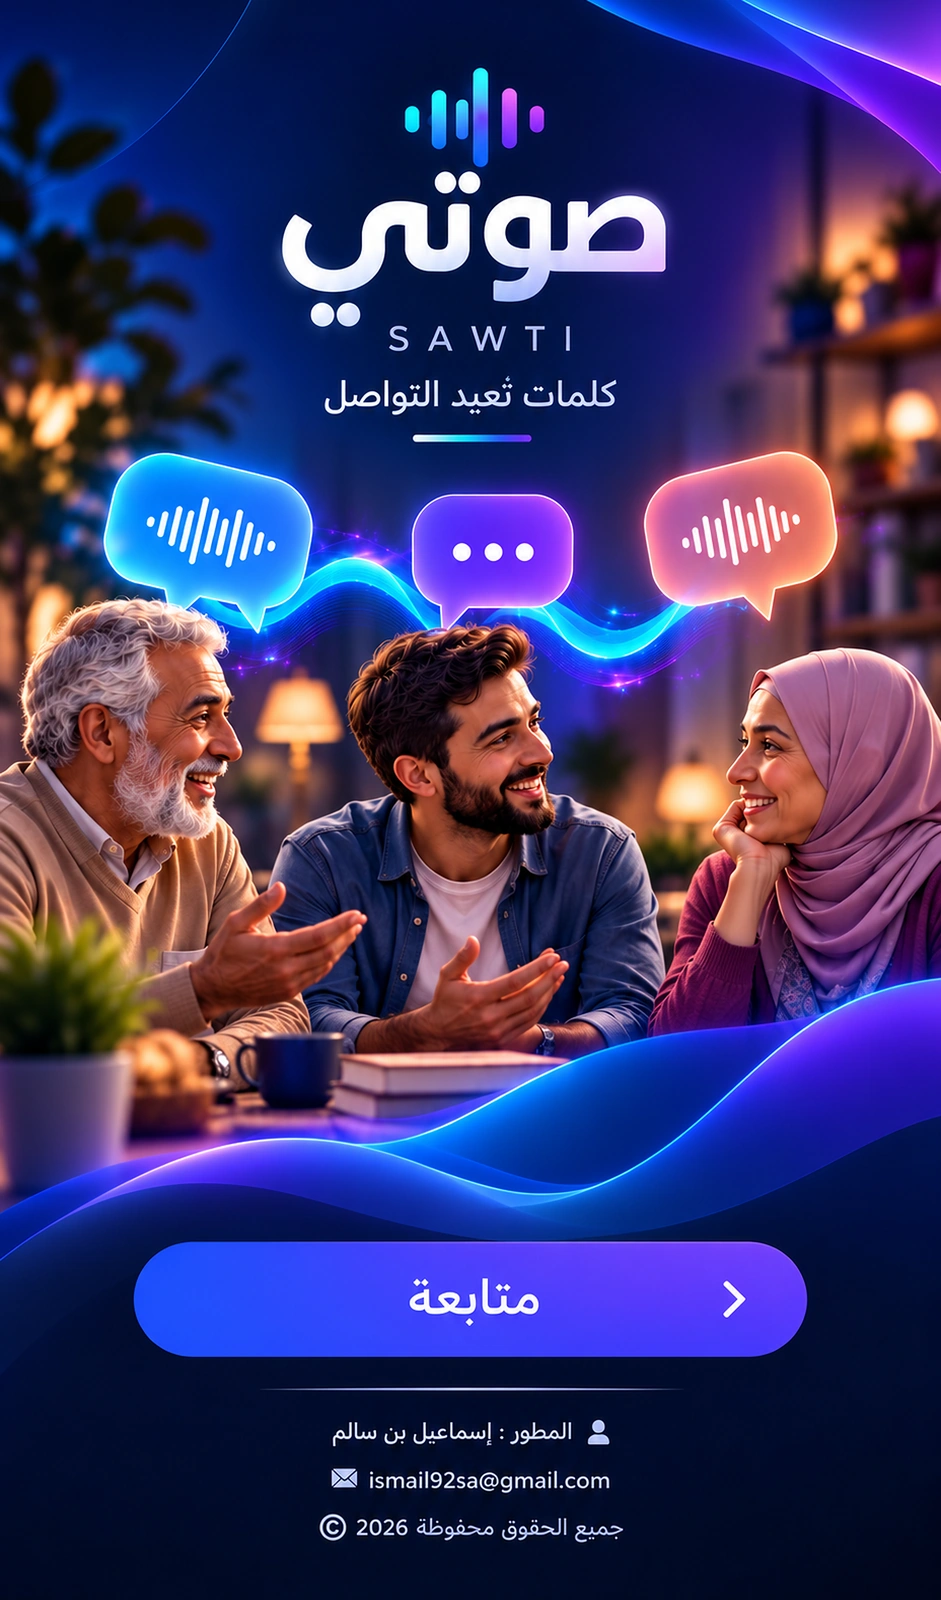 صوتي
SAWTI
كلمات تُعيد التواصل
متابعة
المطور : إسماعيل بن سالم
ismail92sa@gmail.com
جميع الحقوق محفوظة 2026 ©